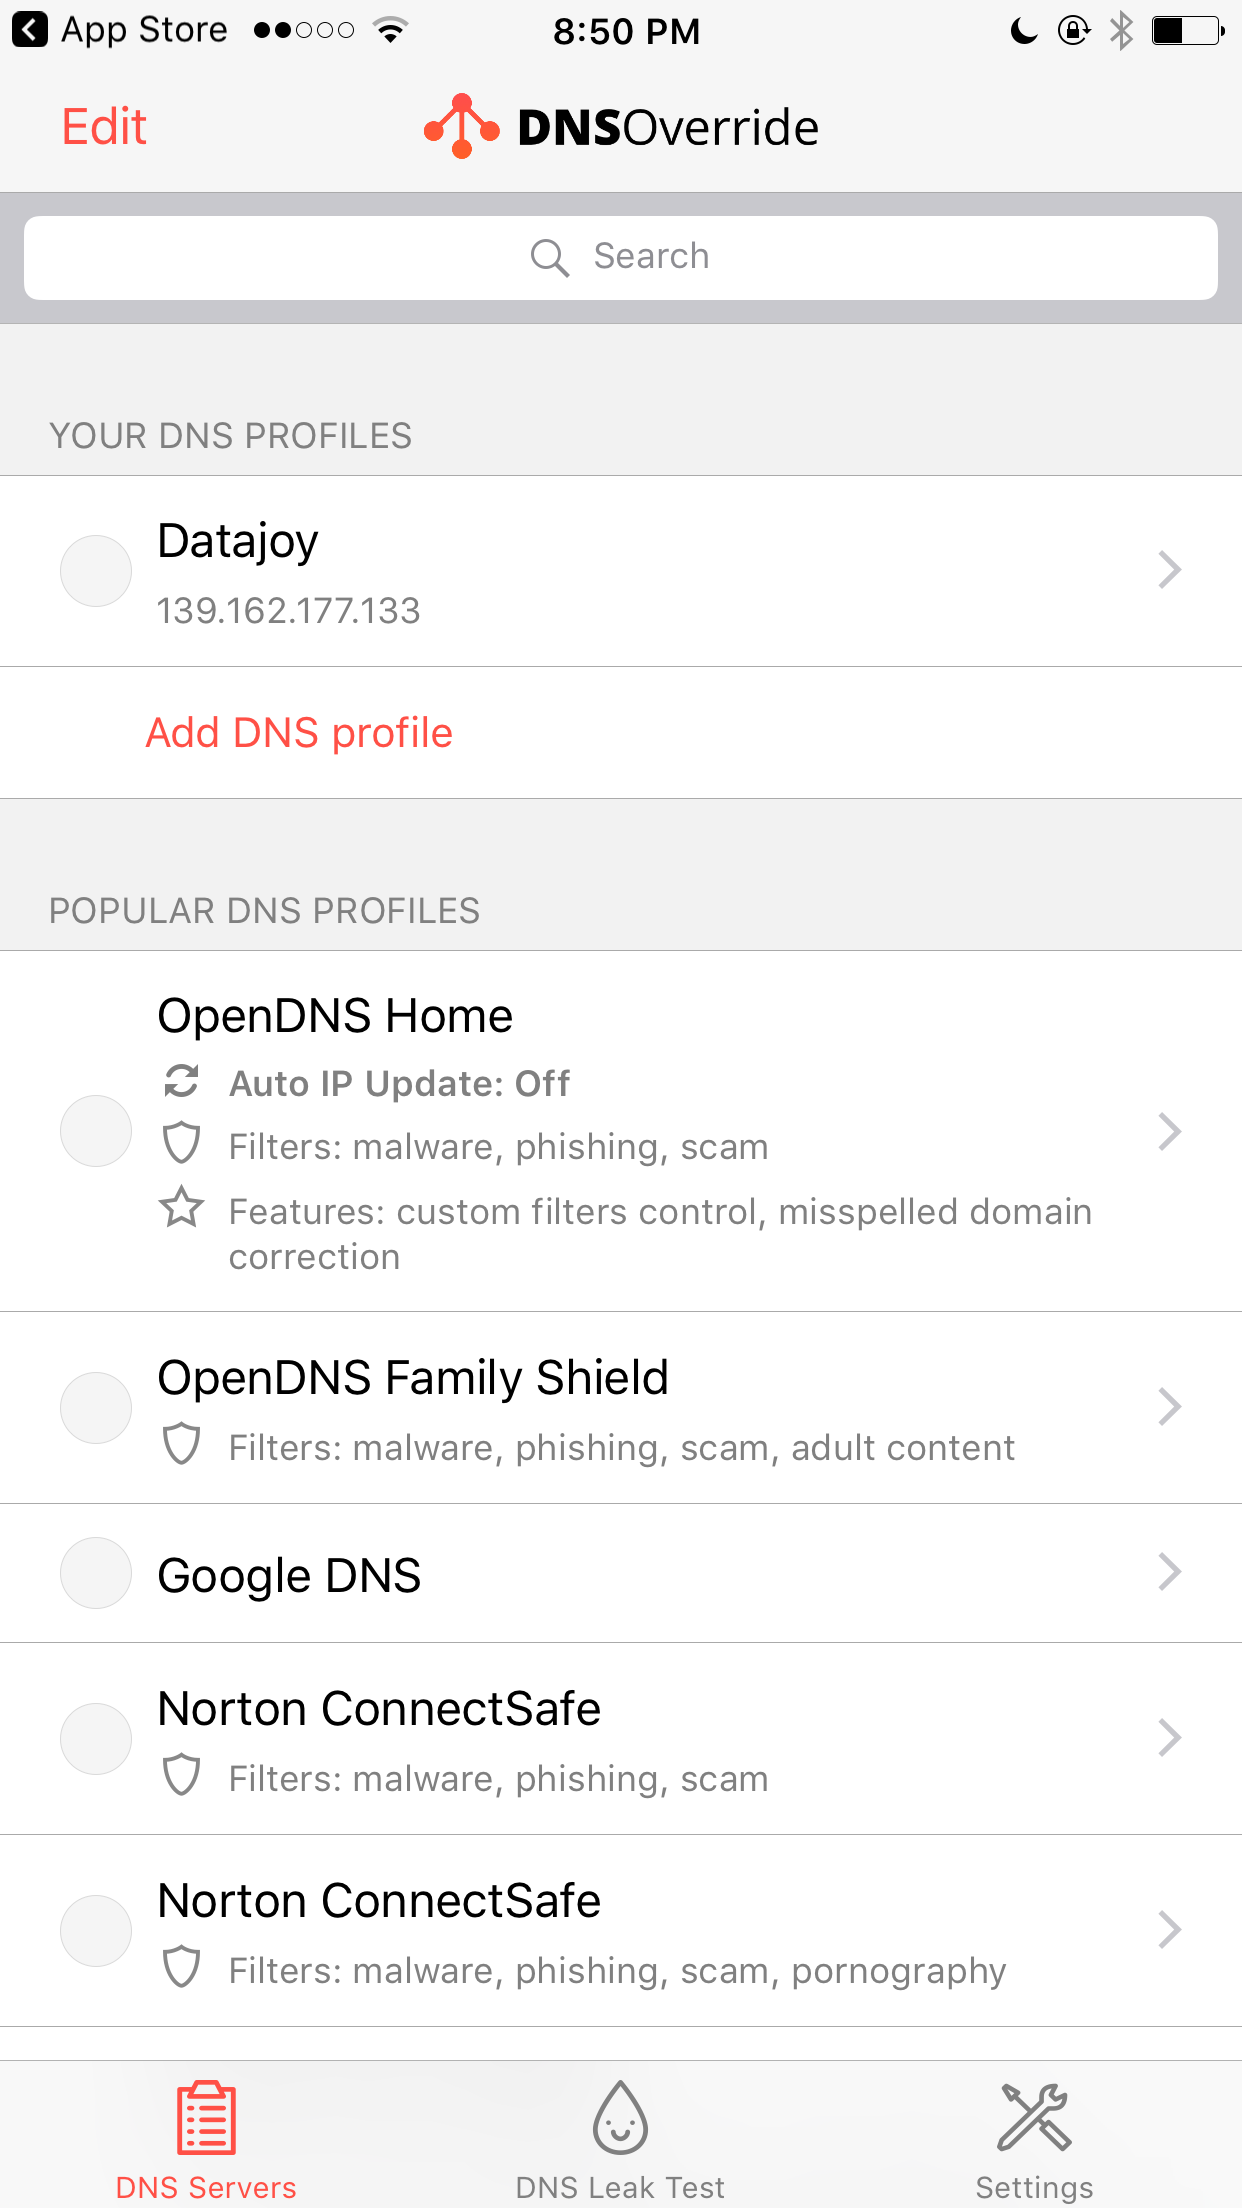 App Store
8:50 PM
Edit
DNSOverride
Search
YOUR DNS PROFILES
Datajoy
139.162.177.133
Add DNS profile
POPULAR DNS PROFILES
OpenDNS Home
Auto IP Update: Off
Filters: malware, phishing, scam
Features: custom filters control, misspelled domain
correction
OpenDNS Family Shield
Filters: malware, phishing, scam, adult content
Google DNS
Norton ConnectSafe
Filters: malware, phishing, scam
Norton ConnectSafe
Filters: malware, phishing, scam, pornography
DNS Servers
DNS Leak Test
Settings